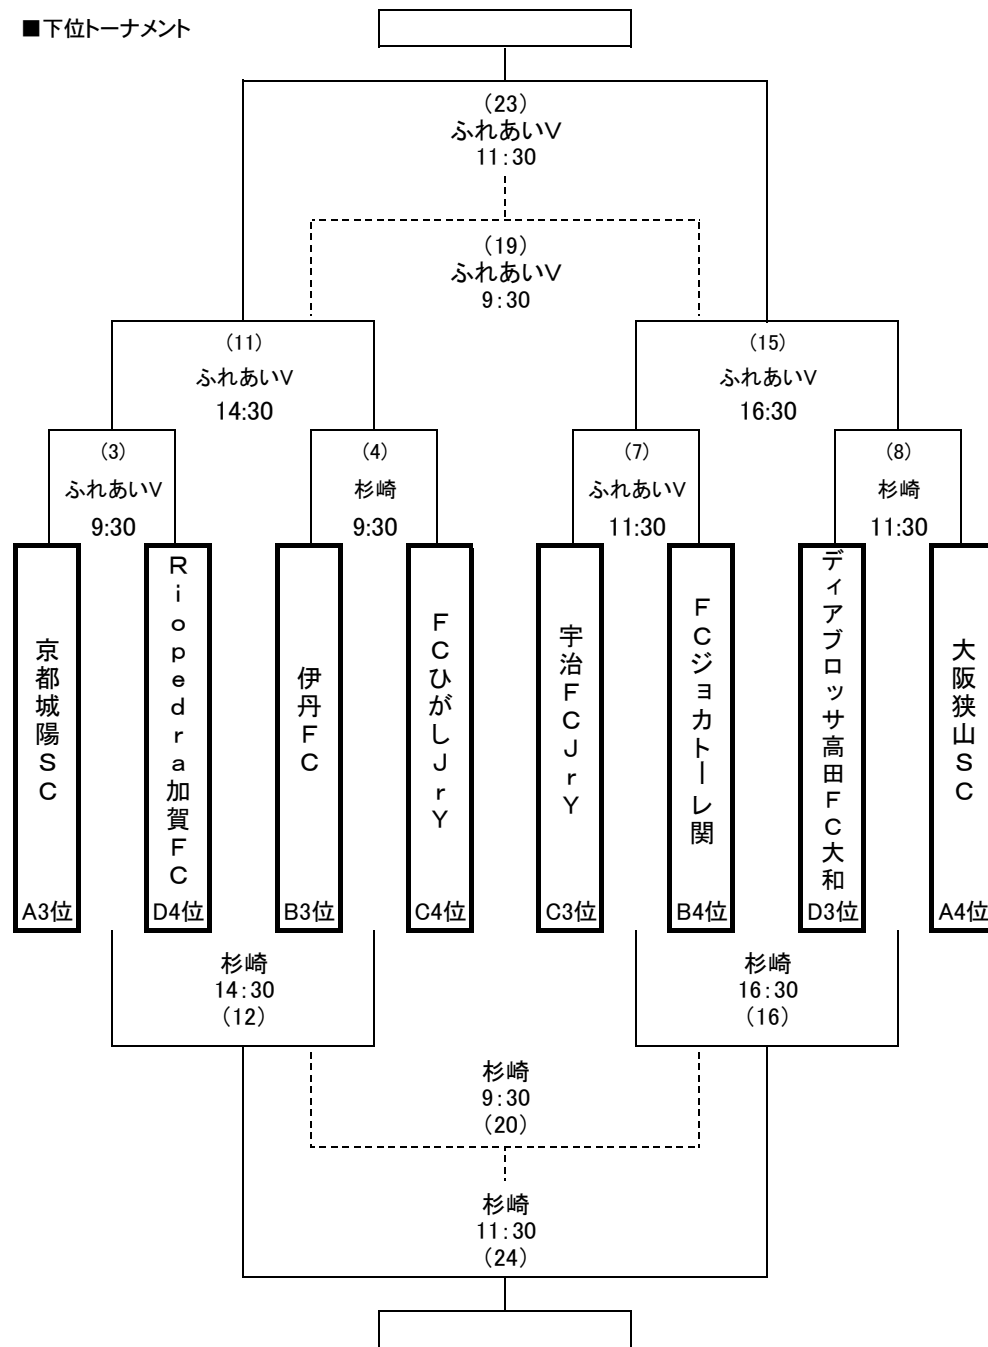 ■下位トーナメント
(23)
ふれあいV
11:30
(19)
ふれあいV
9:30
(11)
ふれあいV
14:30
(15)
ふれあいV
16:30
(3)
ふれあいV
9:30
(4)
杉崎
9:30
(7)
ふれあいV
11:30
(8)
杉崎
11:30
京都城陽SC
A3位
Riopedra加賀FC
D4位
伊丹FC
B3位
FCひがしJrY
C4位
宇治FCJrY
C3位
FCジョカトーレ関
B4位
ディアブロッサ高田FC大和
D3位
大阪狭山SC
A4位
杉崎
14:30
(12)
杉崎
16:30
(16)
杉崎
9:30
(20)
杉崎
11:30
(24)